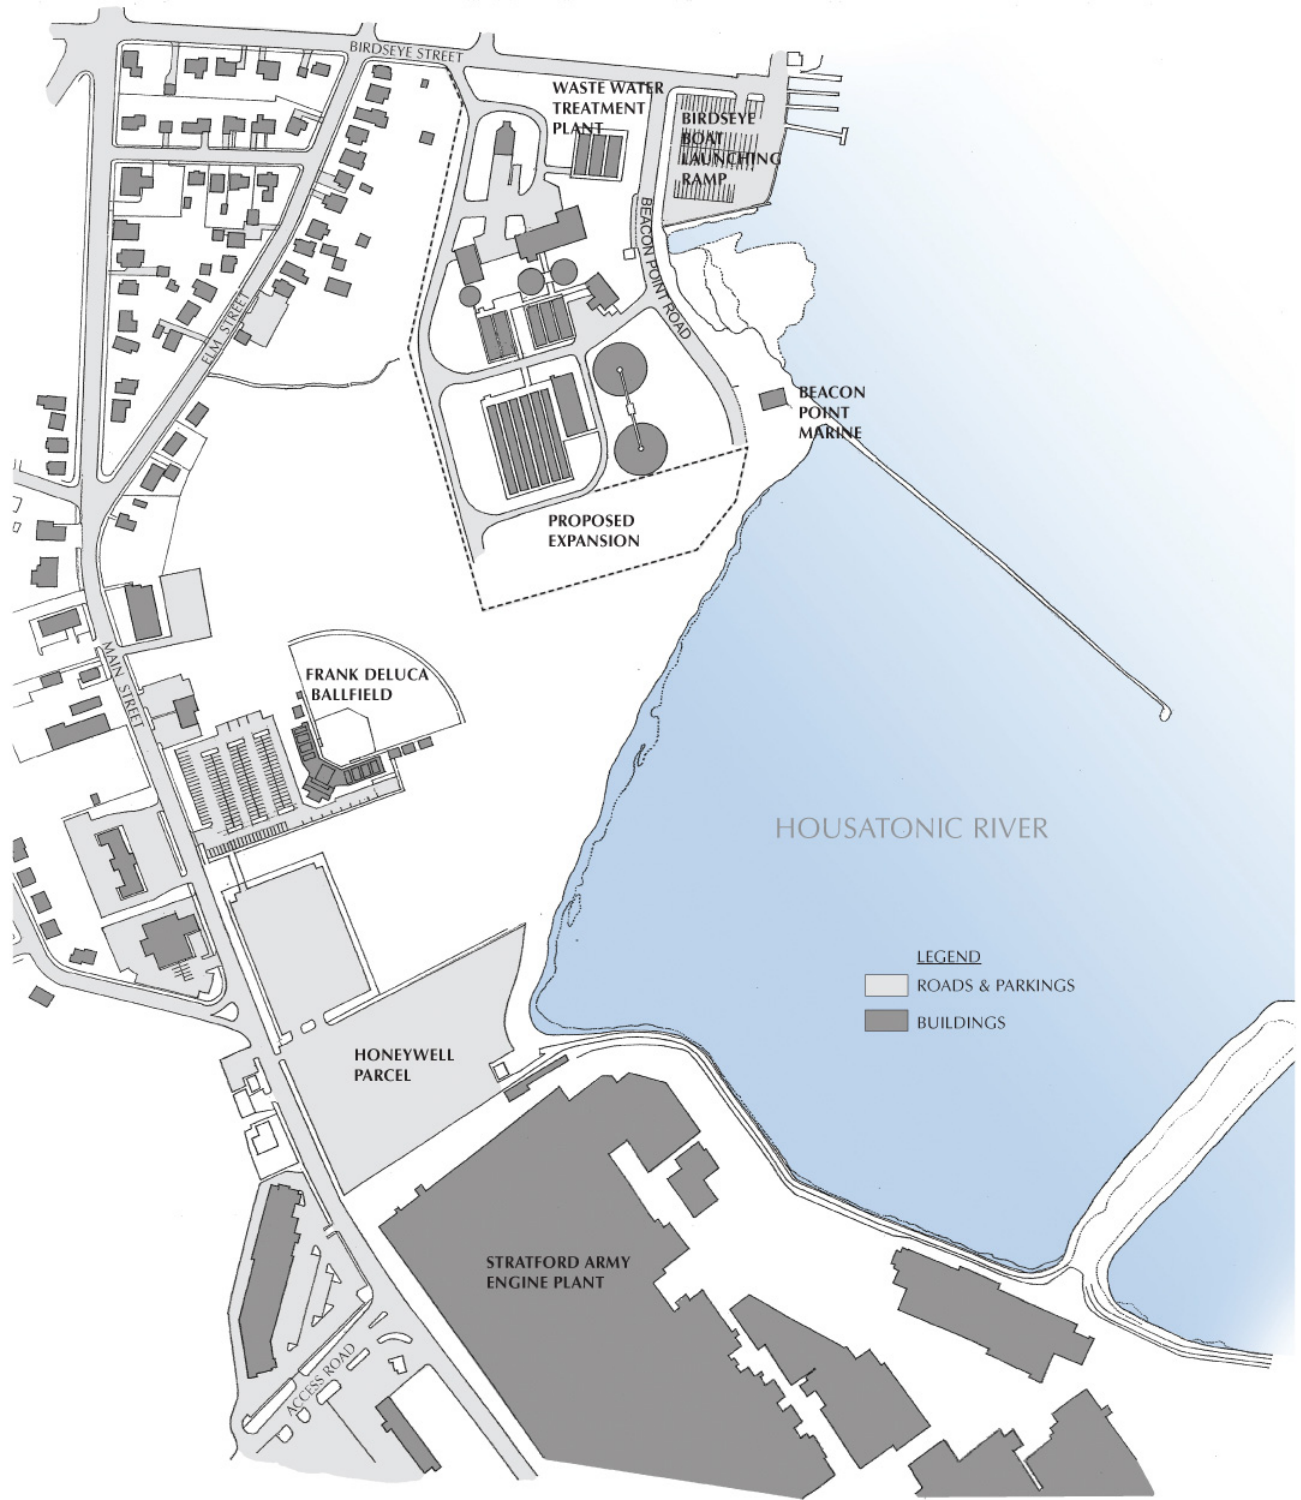 BIRDSEYE STREET
WASTE WATER
TREATMENT
PLANT
BIRDSEYE
BOAT
LAUNCHING
RAMP
BEACON POINT ROAD
ELM STREET
BEACON
POINT
MARINE
PROPOSED
EXPANSION
MAIN STREET
FRANK DELUCA
BALLFIELD
HOUSATONIC RIVER
LEGEND
ROADS & PARKINGS
BUILDINGS
HONEYWELL
PARCEL
STRATFORD ARMY
ENGINE PLANT
ACCESS ROAD